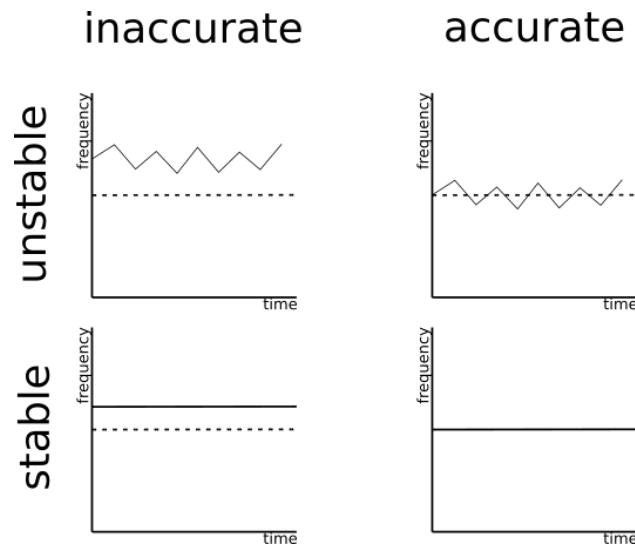 inaccurate
accurate
unstable
frequency
time
frequency
time
stable
frequency
time
frequency
time